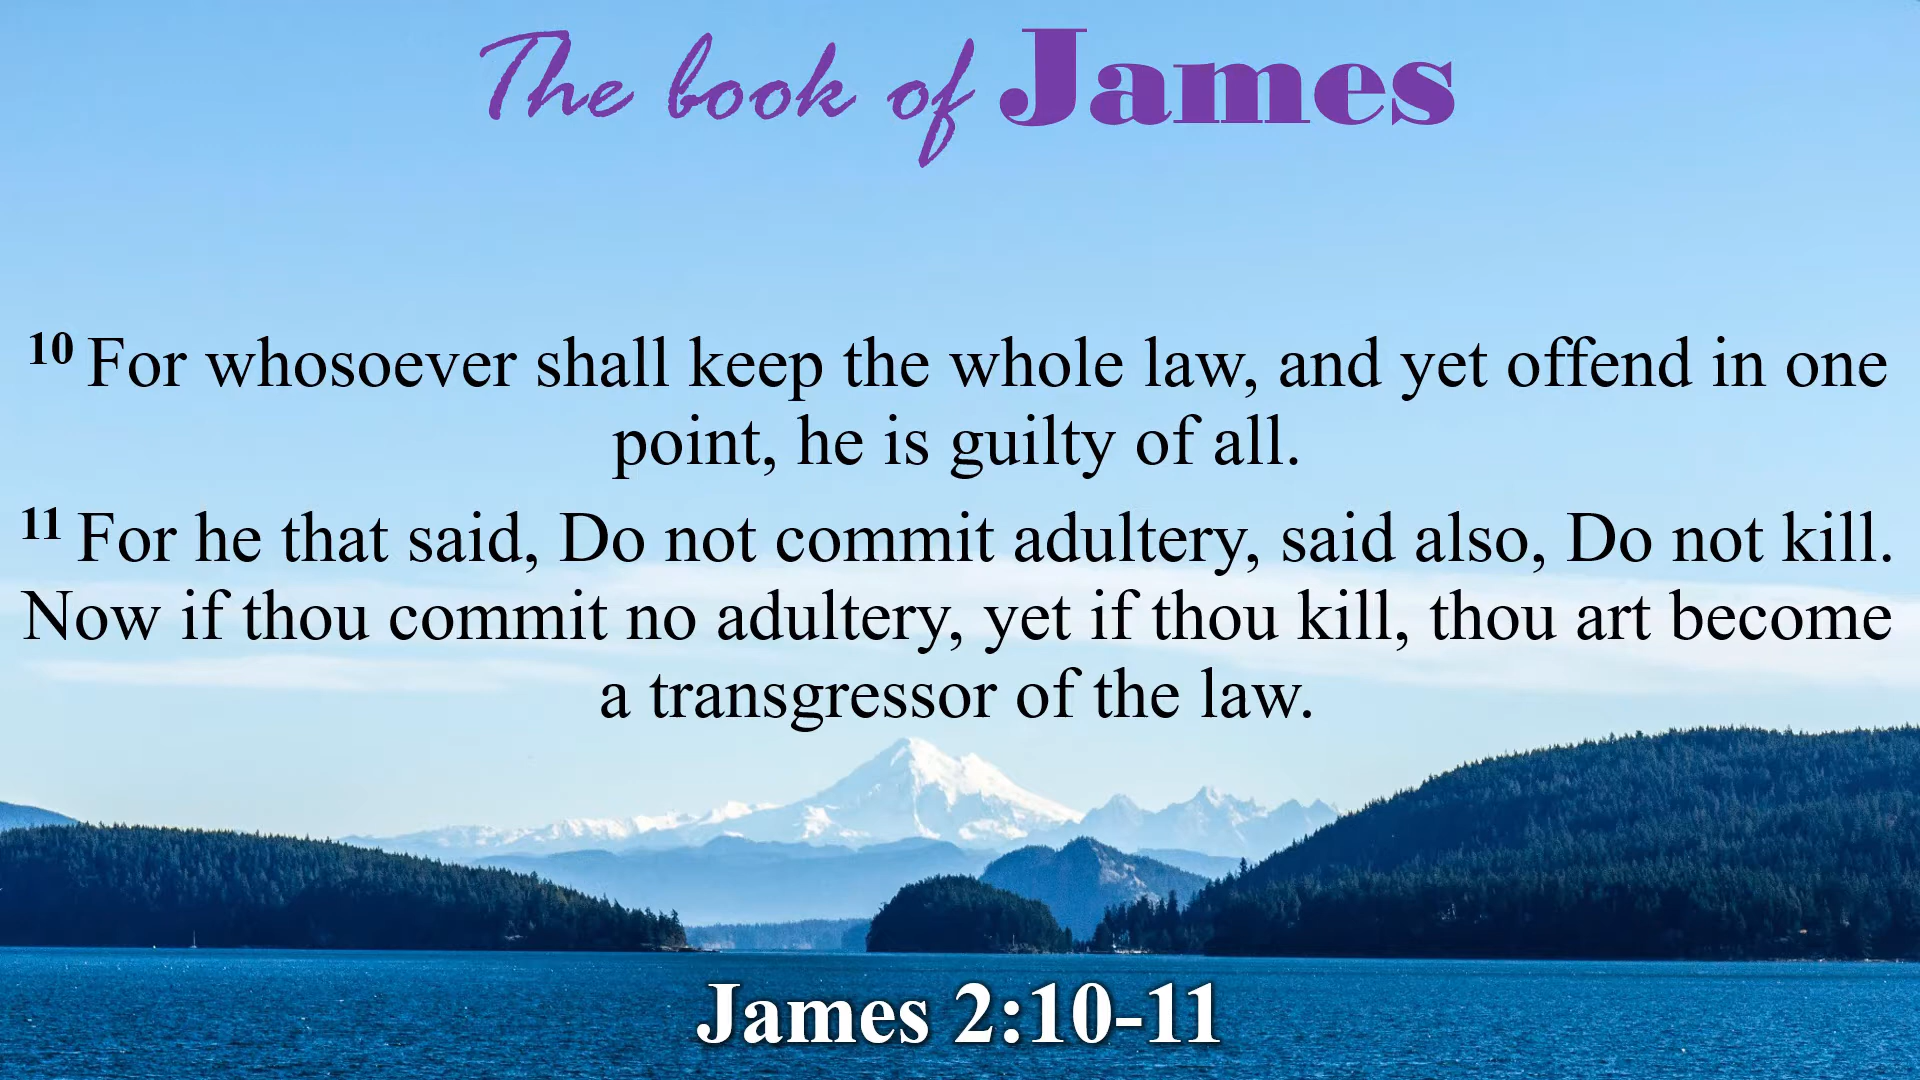 The book of James
10 For whosoever shall keep the whole law, and yet offend in one
point, he is guilty of all.
11 For he that said, Do not commit adultery, said also, Do not kill.
Now if thou commit no adultery, yet if thou kill, thou art become
a transgressor of the law.
James 2:10-11